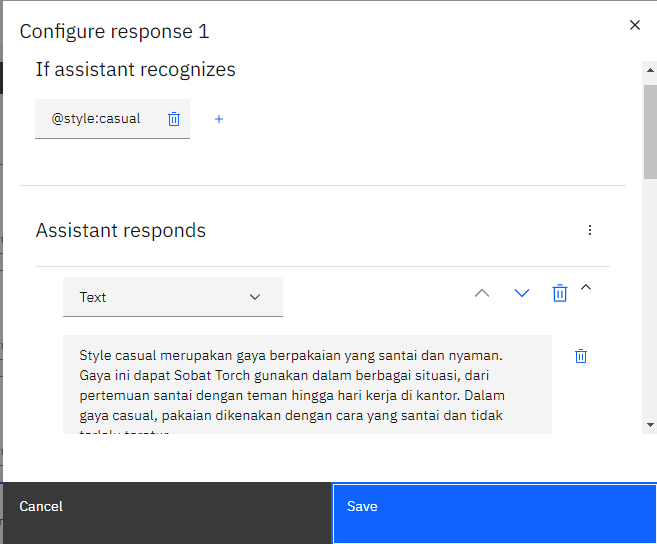 Configure response 1
If assistant recognizes
@style:casual
Assistant responds
Text
Style casual merupakan gaya berpakaian yang santai dan nyaman.
Gaya ini dapat Sobat Torch gunakan dalam berbagai situasi, dari
pertemuan santai dengan teman hingga hari kerja di kantor. Dalam
gaya casual, pakaian dikenakan dengan cara yang santai dan tidak
terlalu teratur
Cancel
Save